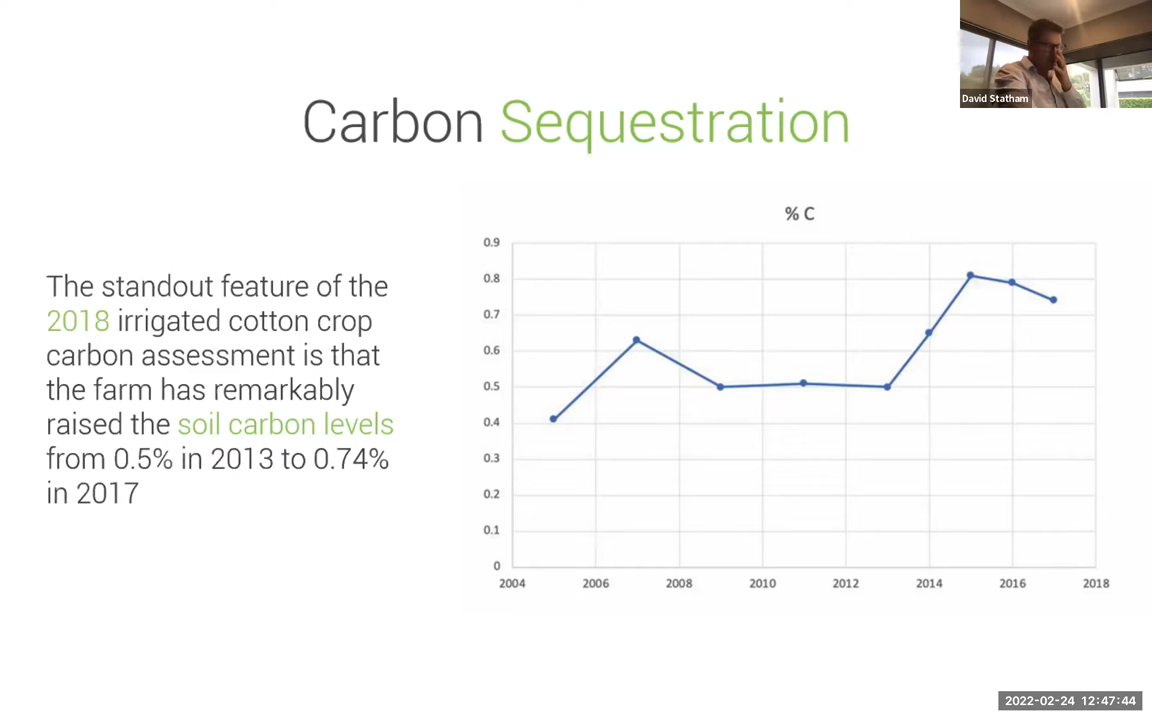 David Statham
Carbon Sequestration
The standout feature of the
2018 irrigated cotton crop
carbon assessment is that
the farm has remarkably
raised the soil carbon levels
from 0.5% in 2013 to 0.74%
in 2017
% C
0.9
0.8
0.7
0.6
0.5
0.4
0.3
0.2
0.1
0
2004 2006 2008 2010 2012 2014 2016 2018
2022-02-24 12:47:44